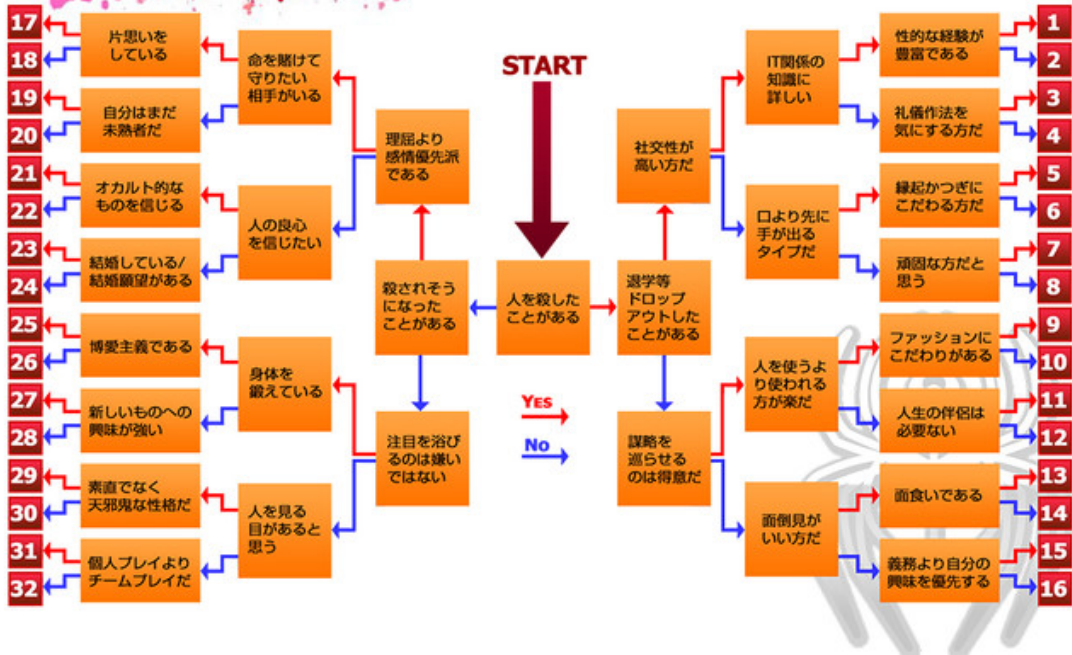 START
人を殺した
ことがある
YES
No
殺されそう
になった
ことがある
退学等
ドロップ
アウトした
ことがある
理屈より
感情優先派
である
注目を浴び
るのは嫌い
ではない
社交性が
高い方だ
謀略を
巡らせる
のは得意だ
命を賭けて
守りたい
相手がいる
人の良心
を信じたい
身体を
鍛えている
人を見る
目があると
思う
IT関係の
知識に
詳しい
口より先に
手が出る
タイプだ
人を使うよ
り使われる
方が楽だ
面倒見が
いい方だ
片思いを
している
自分はまだ
未熟者だ
オカルト的な
ものを信じる
結婚している/
結婚願望がある
博愛主義である
新しいものへの
興味が強い
素直でなく
天邪鬼な性格だ
個人プレイより
チームプレイだ
性的な経験が
豊富である
礼儀作法を
気にする方だ
縁起かつぎに
こだわる方だ
頑固な方だと
思う
ファッションに
こだわりがある
人生の伴侶は
必要ない
面食いである
義務より自分の
興味を優先する
17
18
19
20
21
22
23
24
25
26
27
28
29
30
31
32
1
2
3
4
5
6
7
8
9
10
11
12
13
14
15
16